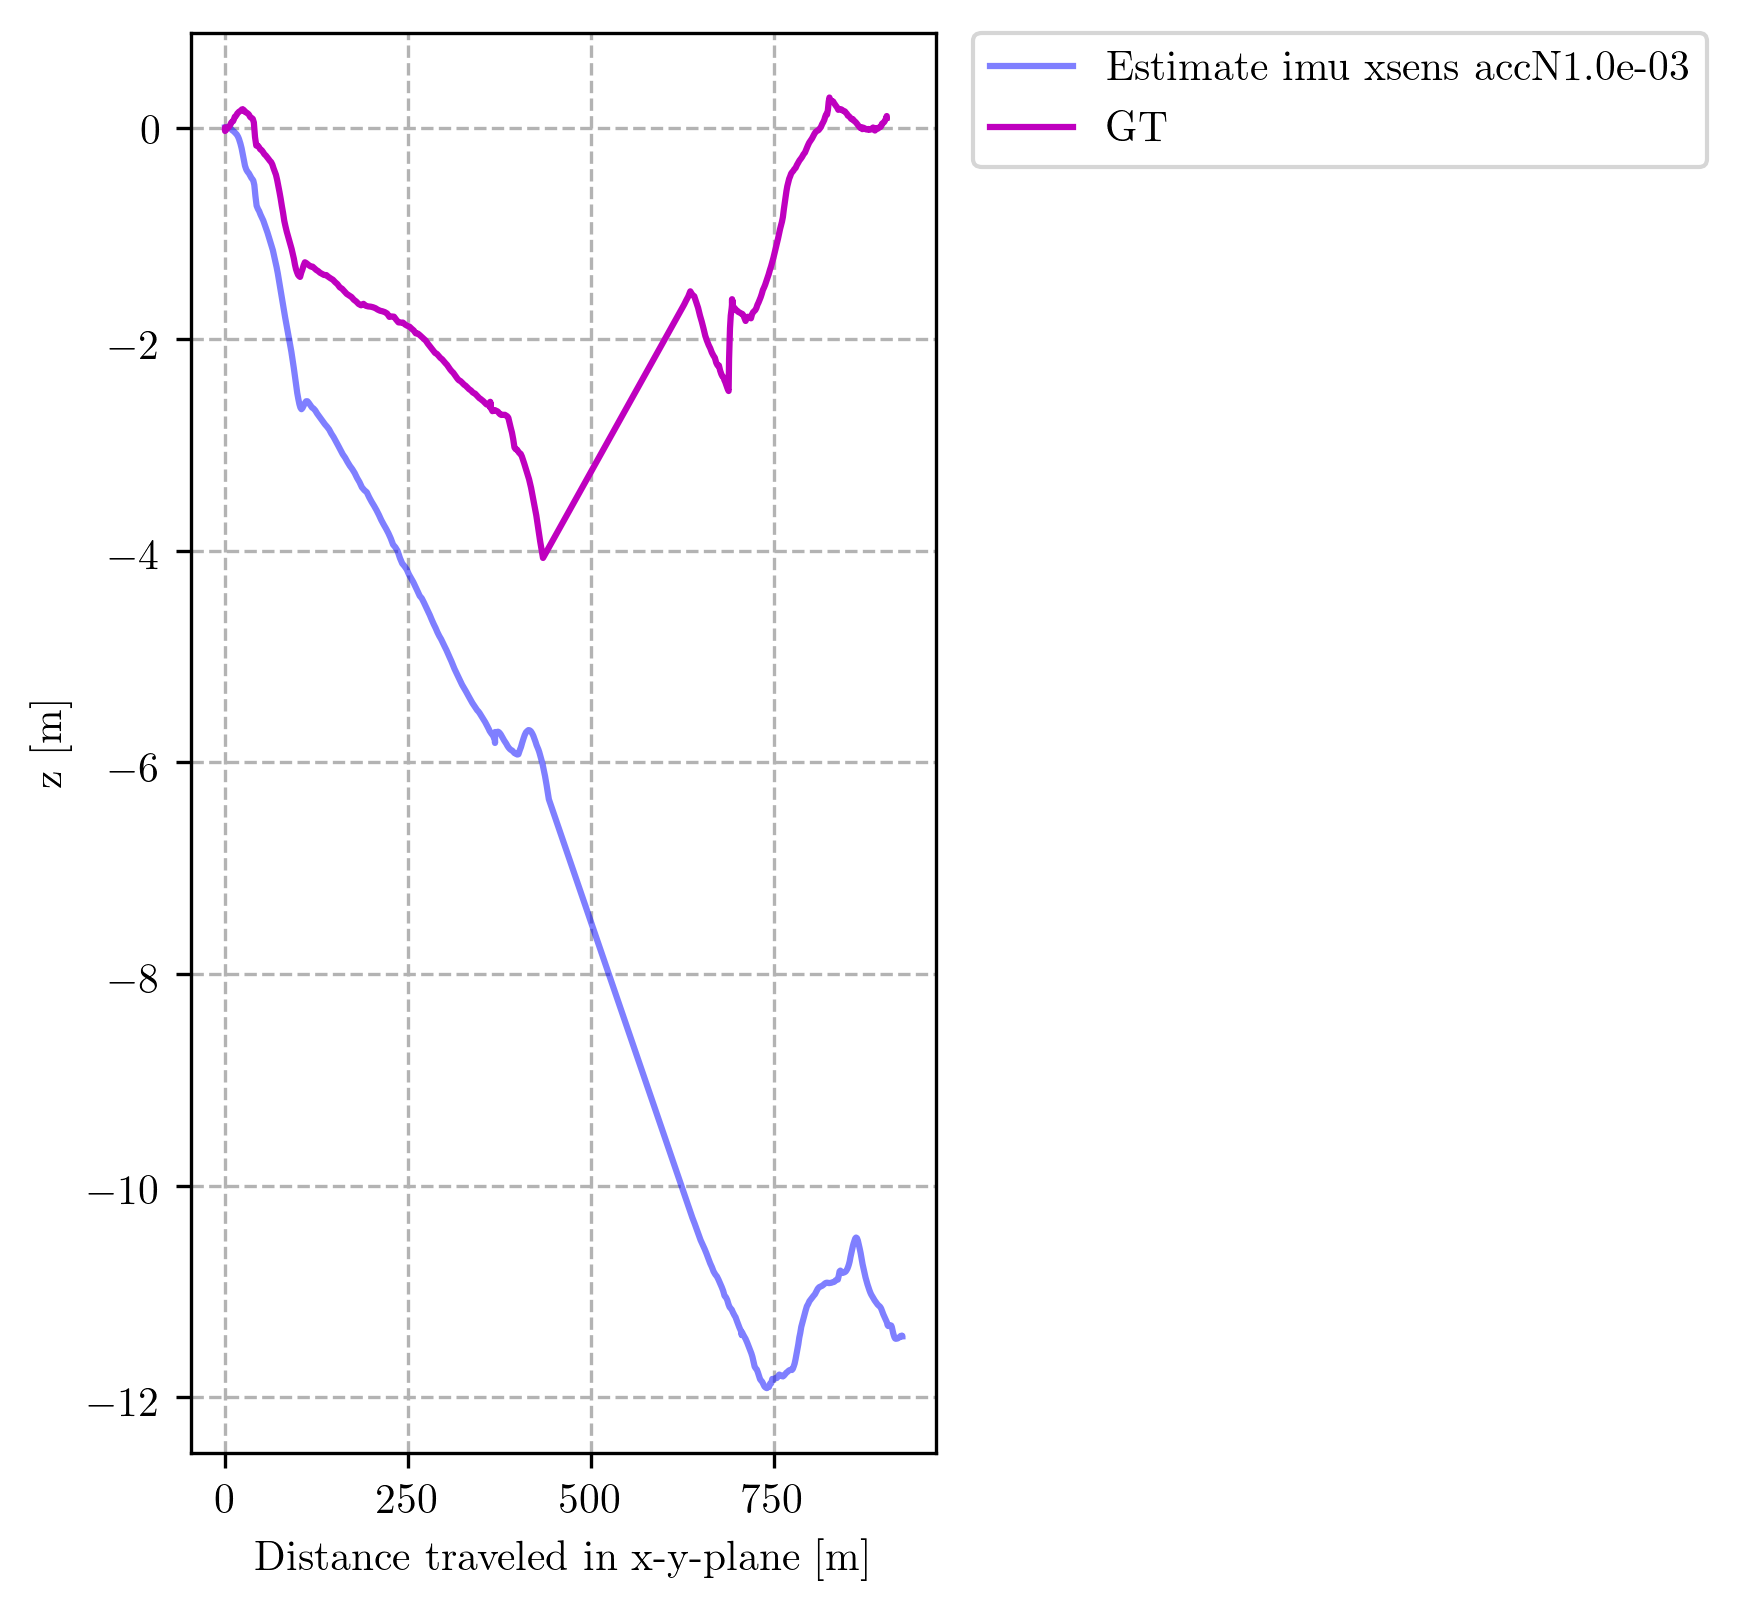 Estimate imu xsens accN1.0e-03
GT
0
−2
−4
−6
−8
−10
−12
z [m]
0 250 500 750
Distance traveled in x-y-plane [m]